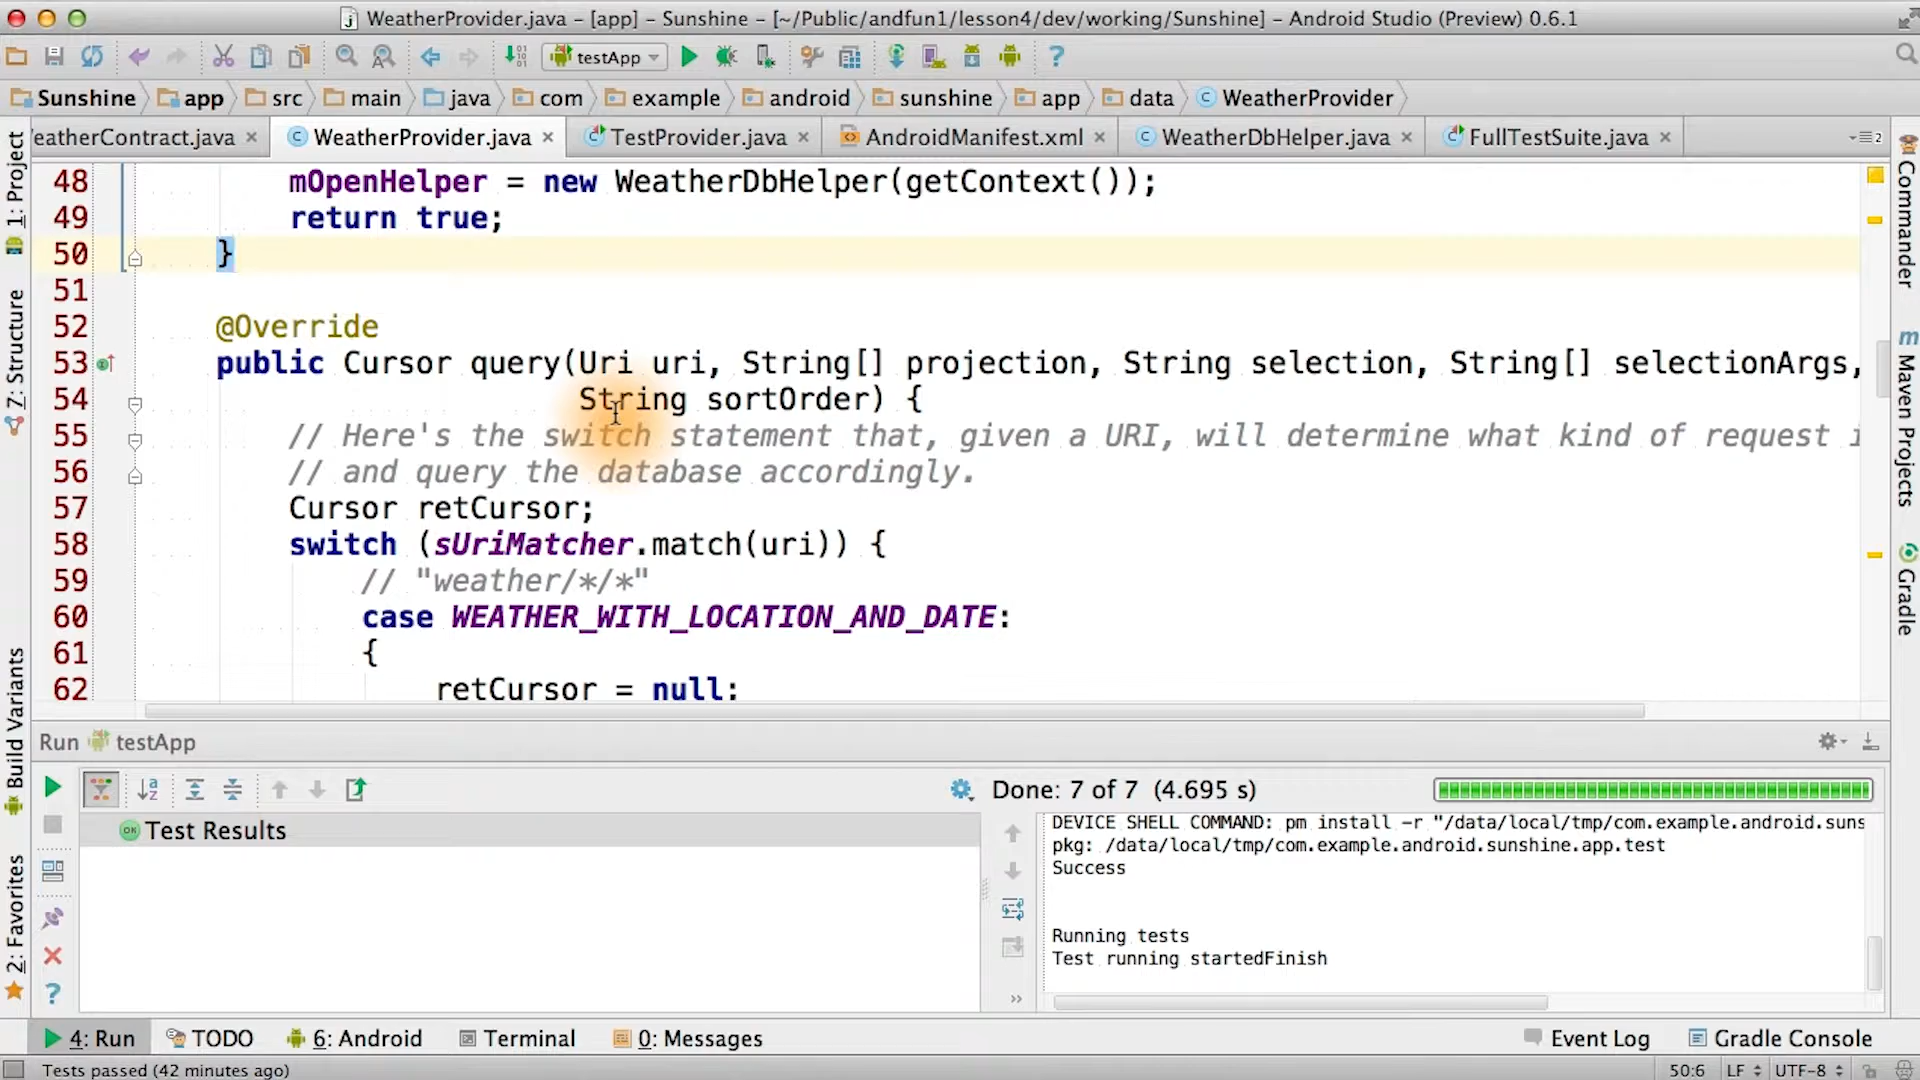 WeatherProvider.java - [app] - Sunshine - [~/Public/andfun1/lesson4/dev/working/Sunshine] - Android Studio (Preview) 0.6.1
testApp
Sunshine app src main java com example android sunshine app data WeatherProvider
eatherContract.java WeatherProvider.java TestProvider.java AndroidManifest.xml WeatherDbHelper.java FullTestSuite.java 2
1: Project
7: Structure
Build Variants
2: Favorites
48 mOpenHelper = new WeatherDbHelper(getContext());
49 return true;
50 }
51
52 @Override
53 public Cursor query(Uri uri, String[] projection, String selection, String[] selectionArgs,
54 String sortOrder) {
55 // Here's the switch statement that, given a URI, will determine what kind of request i
56 // and query the database accordingly.
57 Cursor retCursor;
58 switch (sUriMatcher.match(uri)) {
59 // "weather/*/*"
60 case WEATHER_WITH_LOCATION_AND_DATE:
61 {
62 retCursor = null;
Commander
Maven Projects
Gradle
Run testApp
Done: 7 of 7 (4.695 s)
Test Results
DEVICE SHELL COMMAND: pm install -r "/data/local/tmp/com.example.android.suns
pkg: /data/local/tmp/com.example.android.sunshine.app.test
Success
Running tests
Test running startedFinish
4: Run TODO 6: Android Terminal 0: Messages Event Log Gradle Console
Tests passed (42 minutes ago) 50:6 LF UTF-8